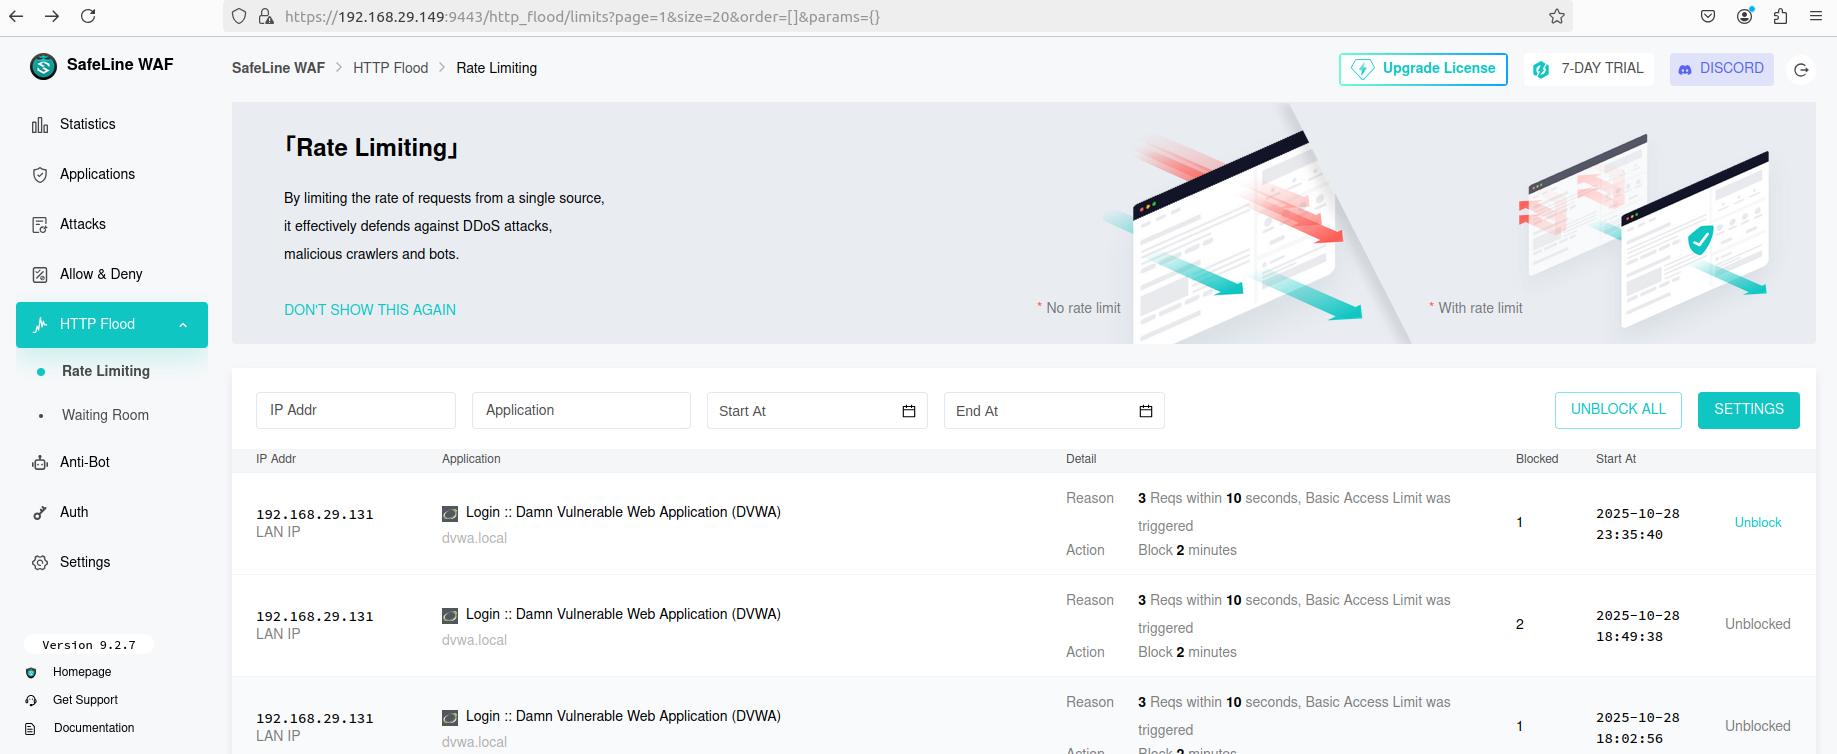 https://192.168.29.149:9443/http_flood/limits?page=1&size=20&order=[]&params={}
SafeLine WAF
SafeLine WAF > HTTP Flood > Rate Limiting
Upgrade License
7-DAY TRIAL
DISCORD
Statistics
Applications
Attacks
Allow & Deny
HTTP Flood
Rate Limiting
Waiting Room
Anti-Bot
Auth
Settings
Version 9.2.7
Homepage
Get Support
Documentation
「Rate Limiting」
By limiting the rate of requests from a single source,
it effectively defends against DDoS attacks,
malicious crawlers and bots.
DON'T SHOW THIS AGAIN
* No rate limit
* With rate limit
IP Addr
Application
Start At
End At
UNBLOCK ALL
SETTINGS
IP Addr Application Detail Blocked Start At
192.168.29.131
LAN IP
Login :: Damn Vulnerable Web Application (DVWA)
dvwa.local
Reason 3 Reqs within 10 seconds, Basic Access Limit was
triggered
Action Block 2 minutes
1
2025-10-28
23:35:40
Unblock
192.168.29.131
LAN IP
Login :: Damn Vulnerable Web Application (DVWA)
dvwa.local
Reason 3 Reqs within 10 seconds, Basic Access Limit was
triggered
Action Block 2 minutes
2
2025-10-28
18:49:38
Unblocked
192.168.29.131
LAN IP
Login :: Damn Vulnerable Web Application (DVWA)
dvwa.local
Reason 3 Reqs within 10 seconds, Basic Access Limit was
triggered
Action Block 2 minutes
1
2025-10-28
18:02:56
Unblocked